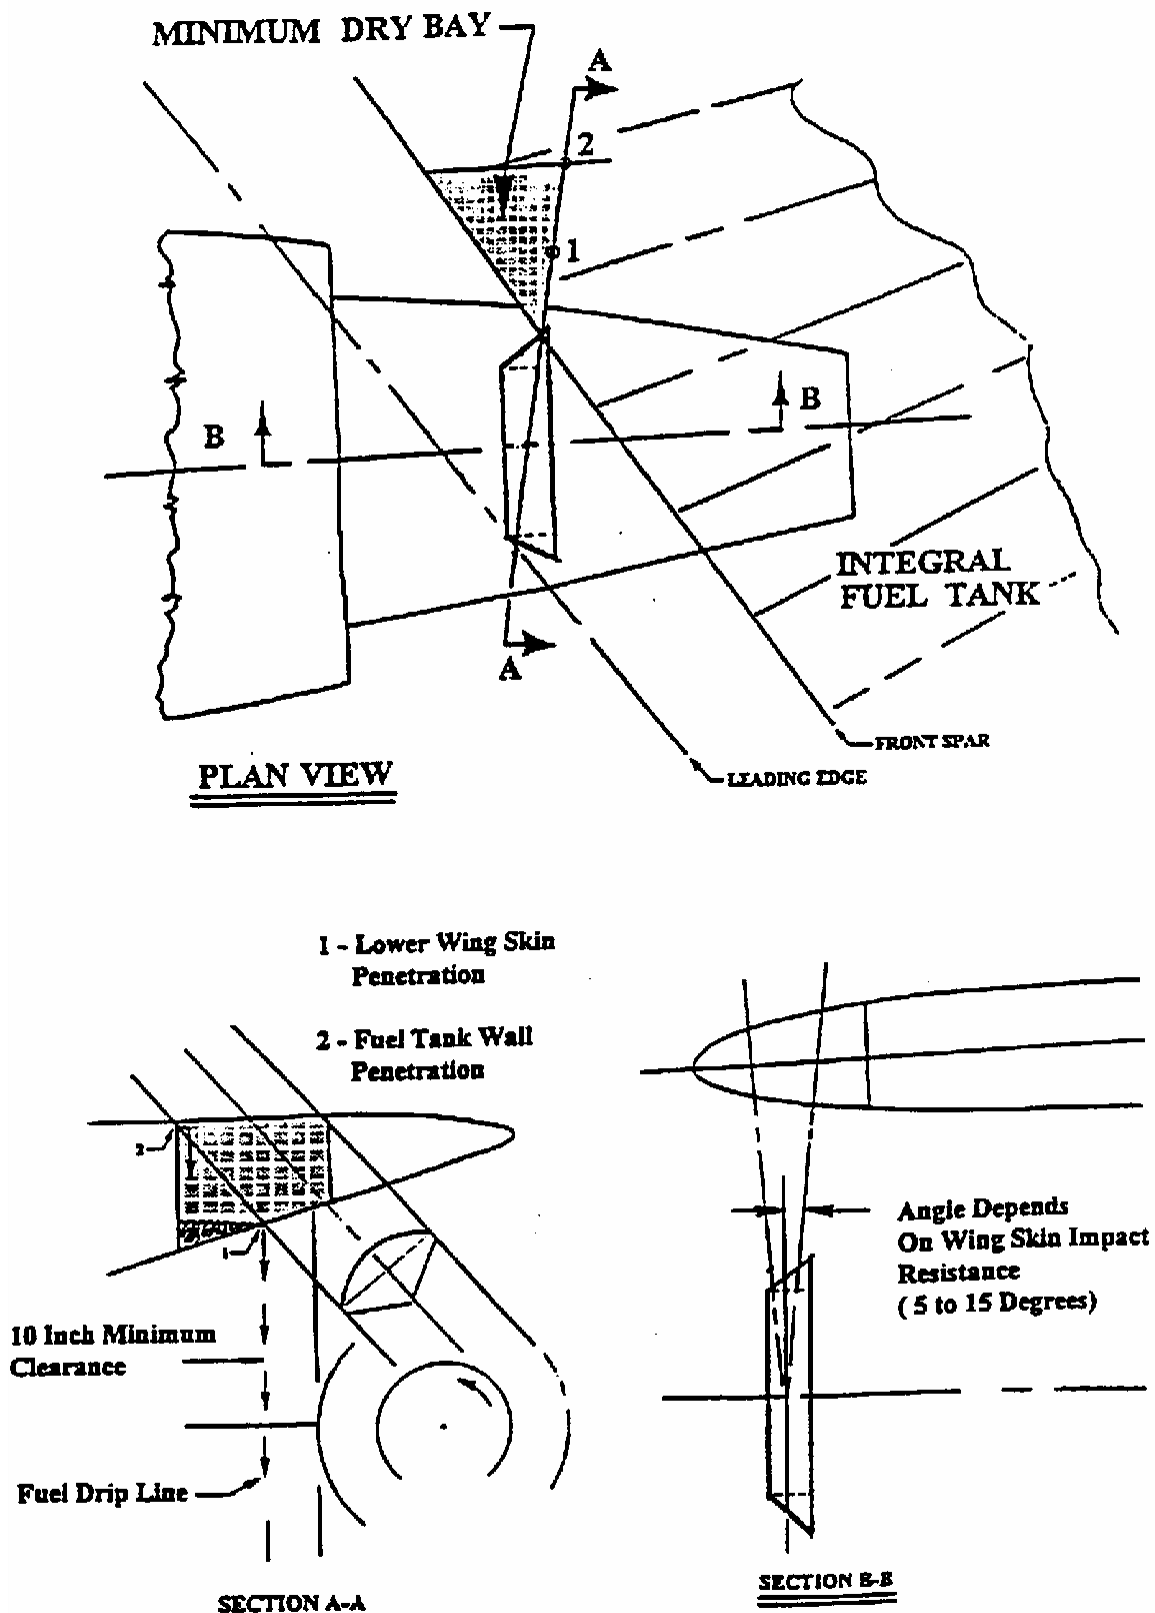 MINIMUM DRY BAY
A
2
1
B
B
INTEGRAL
FUEL TANK
A
FRONT SPAR
LEADING EDGE
PLAN VIEW
1 - Lower Wing Skin
Penetration
2 - Fuel Tank Wall
Penetration
2
1
10 Inch Minimum
Clearance
Fuel Drip Line
SECTION A-A
Angle Depends
On Wing Skin Impact
Resistance
( 5 to 15 Degrees)
SECTION B-B